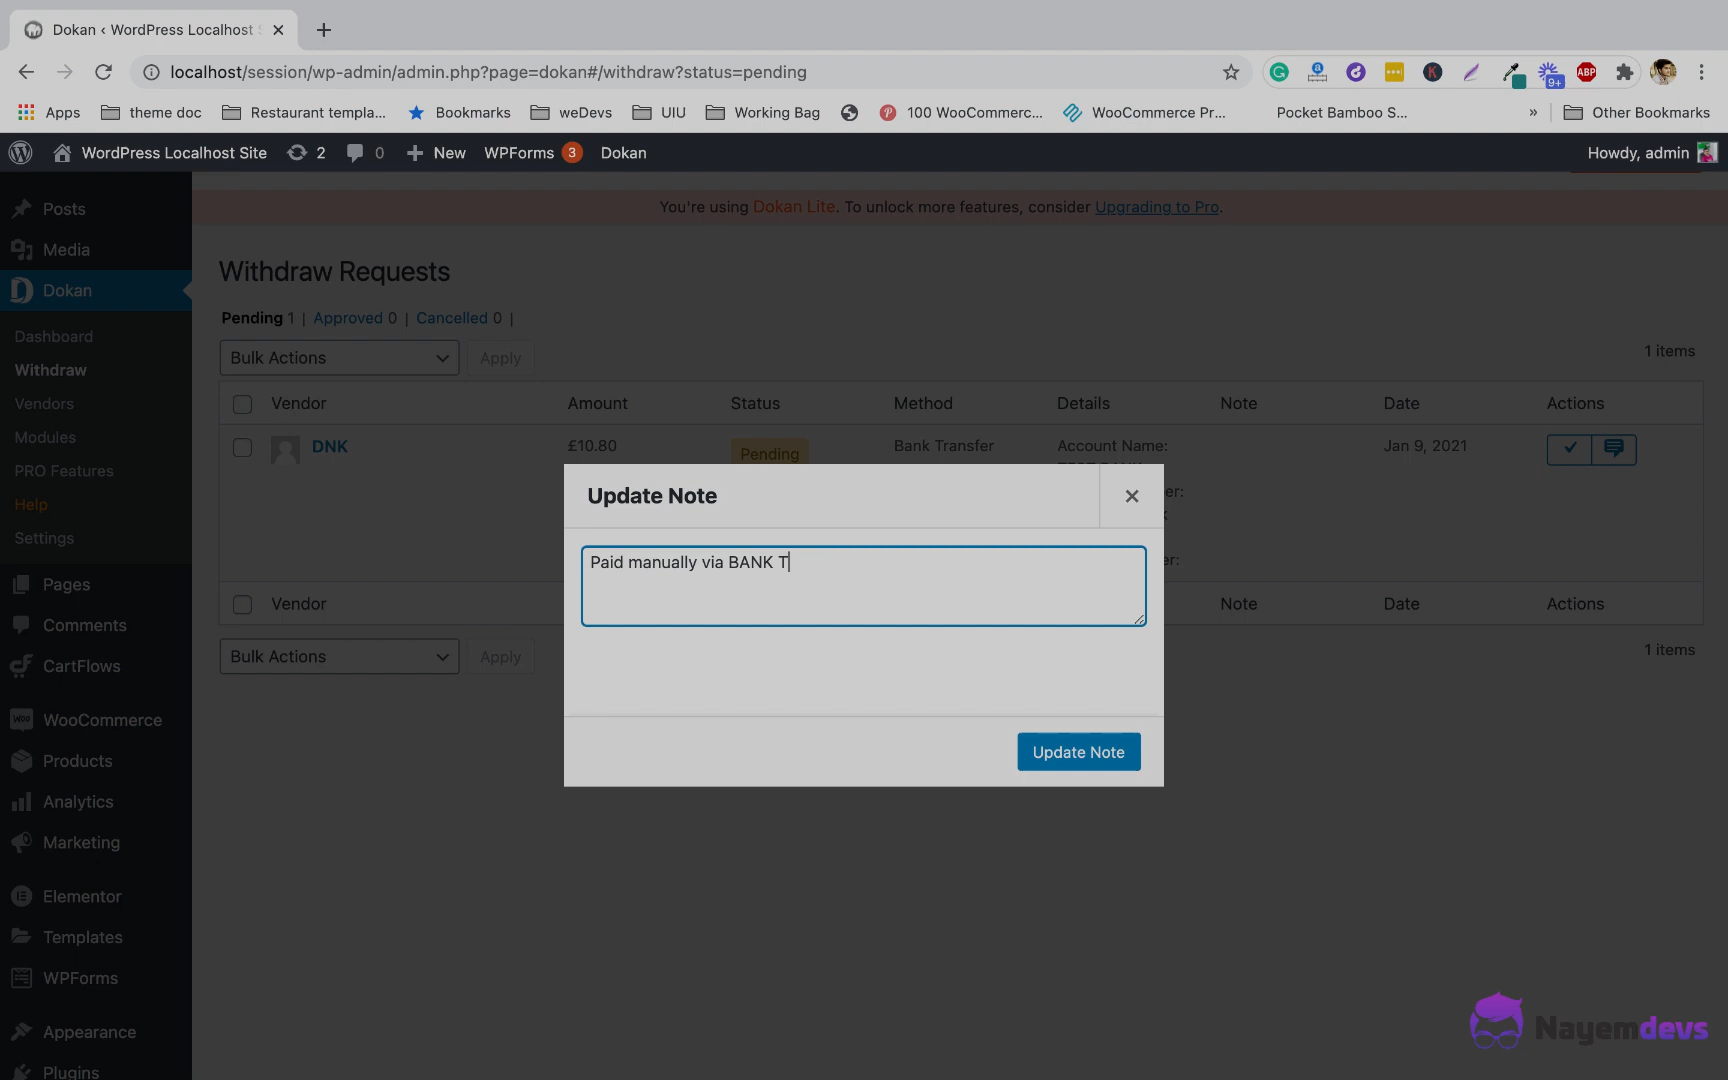 Dokan ‹ WordPress Localhost
localhost/session/wp-admin/admin.php?page=dokan#/withdraw?status=pending
9+
ABP
Apps
theme doc
Restaurant templa...
Bookmarks
weDevs
UIU
Working Bag
100 WooCommerc...
WooCommerce Pr...
Pocket Bamboo S...
»
Other Bookmarks
WordPress Localhost Site
2
0
New
WPForms 3
Dokan
Howdy, admin
Posts
Media
Dokan
Dashboard
Withdraw
Vendors
Modules
PRO Features
Help
Settings
Pages
Comments
CartFlows
WooCommerce
Products
Analytics
Marketing
Elementor
Templates
WPForms
Appearance
Plugins
You're using Dokan Lite. To unlock more features, consider Upgrading to Pro.
Withdraw Requests
Pending 1 | Approved 0 | Cancelled 0 |
Bulk Actions
Apply
1 items
Vendor Amount Status Method Details Note Date Actions
DNK £10.80 Pending Bank Transfer Account Name: Jan 9, 2021
er:
er:
Update Note
Paid manually via BANK T
Update Note
Vendor Note Date Actions
Bulk Actions
Apply
1 items
Nayemdevs